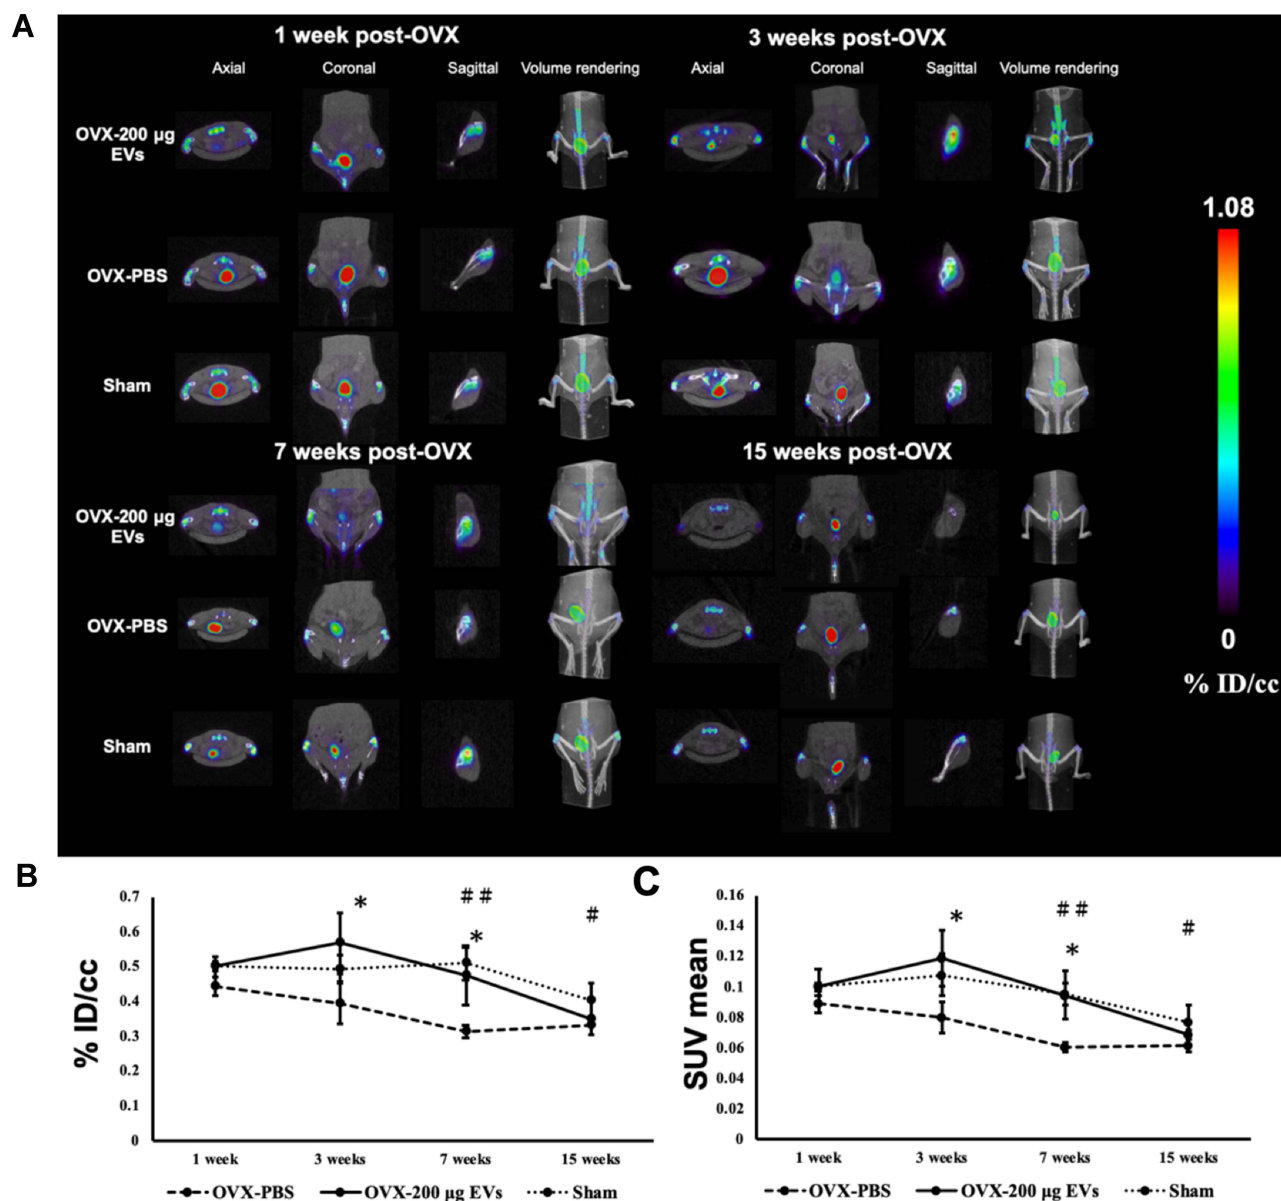 A
1 week post-OVX
3 weeks post-OVX
Axial Coronal Sagittal Volume rendering
Axial Coronal Sagittal Volume rendering
OVX-200 µg
EVs
OVX-PBS
Sham
7 weeks post-OVX
15 weeks post-OVX
OVX-200 µg
EVs
OVX-PBS
Sham
1.08
0
% ID/cc
B
% ID/cc
0.7
0.6
0.5
0.4
0.3
0.2
0.1
0
*
# #
*
#
1 week 3 weeks 7 weeks 15 weeks
OVX-PBS OVX-200 µg EVs Sham
C
SUV mean
0.16
0.14
0.12
0.1
0.08
0.06
0.04
0.02
0
*
# #
*
#
1 week 3 weeks 7 weeks 15 weeks
OVX-PBS OVX-200 µg EVs Sham